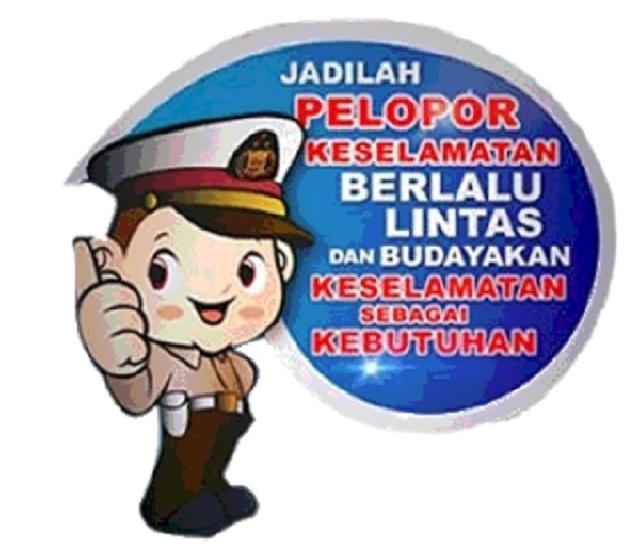 JADILAH
PELOPOR
KESELAMATAN
BERLALU
LINTAS
DAN BUDAYAKAN
KESELAMATAN
SEBAGAI
KEBUTUHAN